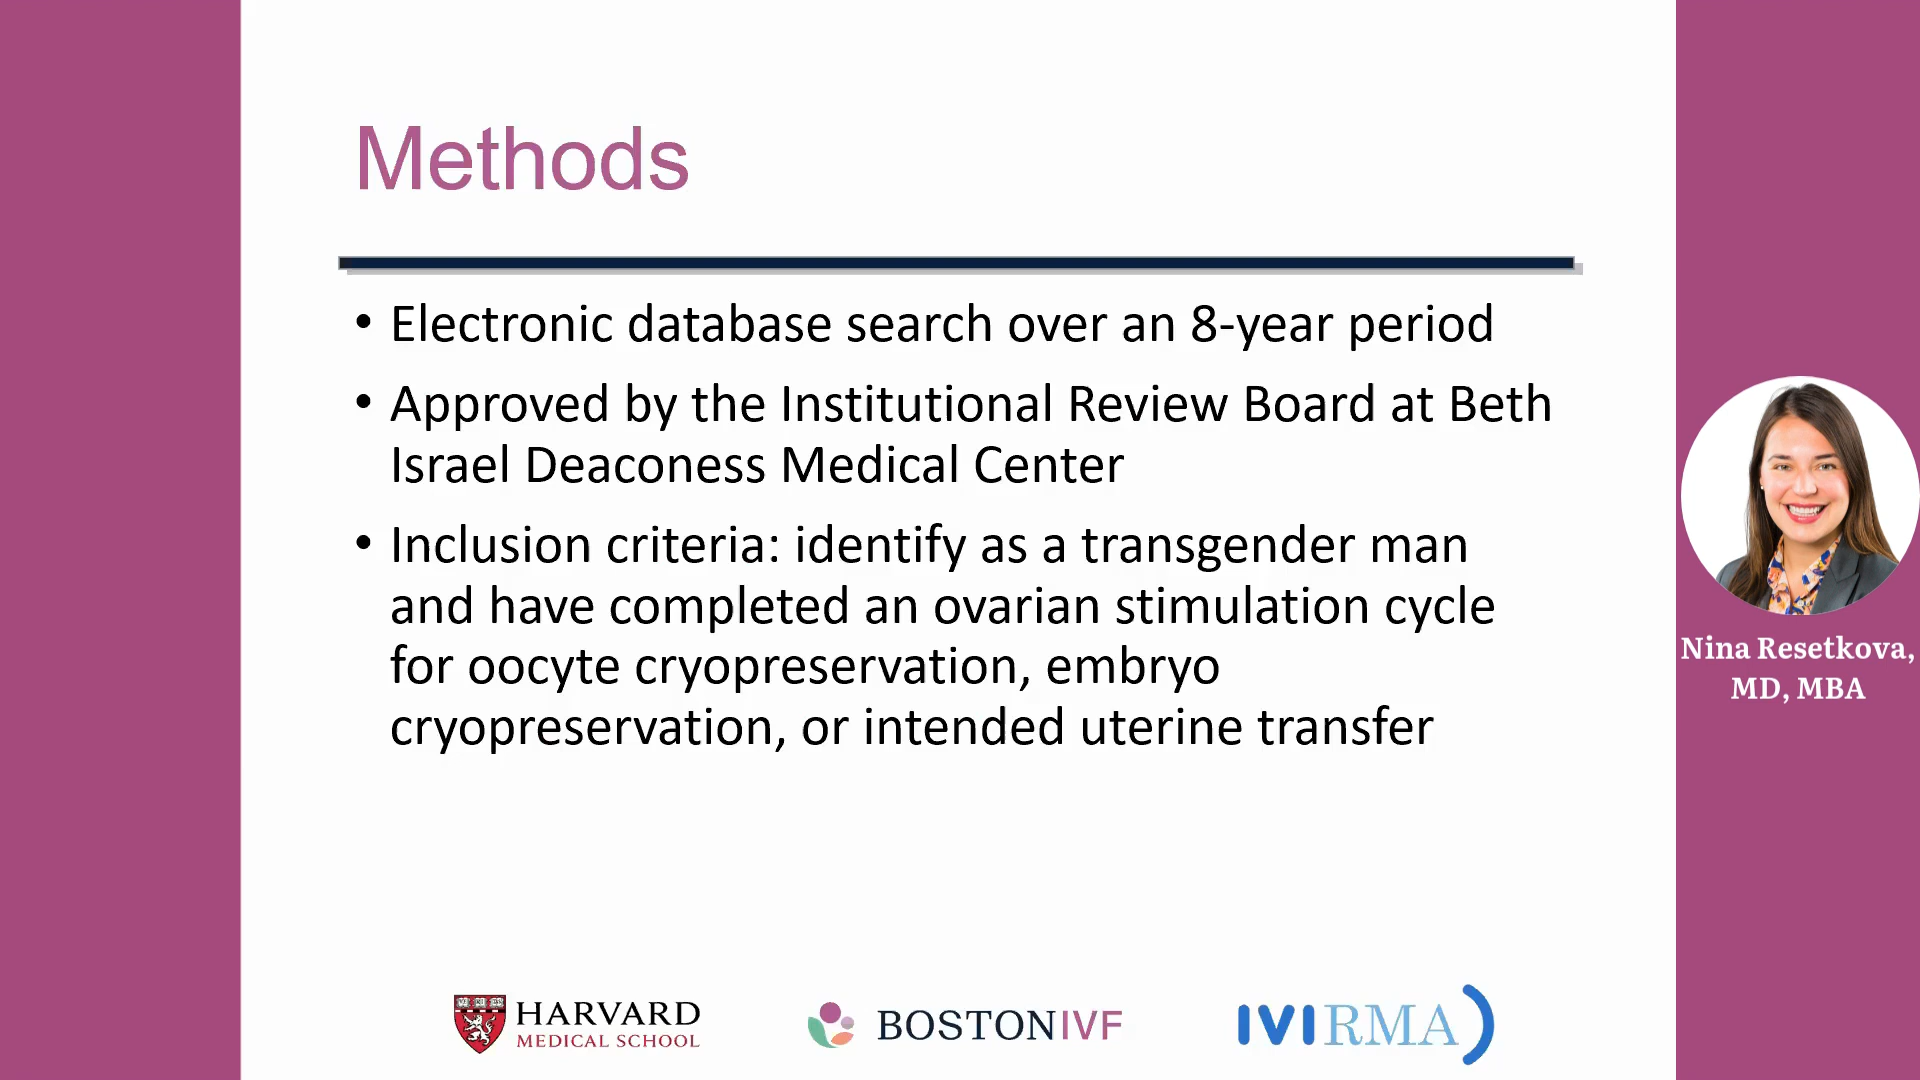 Methods
• Electronic database search over an 8-year period
• Approved by the Institutional Review Board at Beth
Israel Deaconess Medical Center
• Inclusion criteria: identify as a transgender man
and have completed an ovarian stimulation cycle
for oocyte cryopreservation, embryo
cryopreservation, or intended uterine transfer
Nina Resetkova,
MD, MBA
HARVARD
MEDICAL SCHOOL
BOSTONIVF
IVIRMA